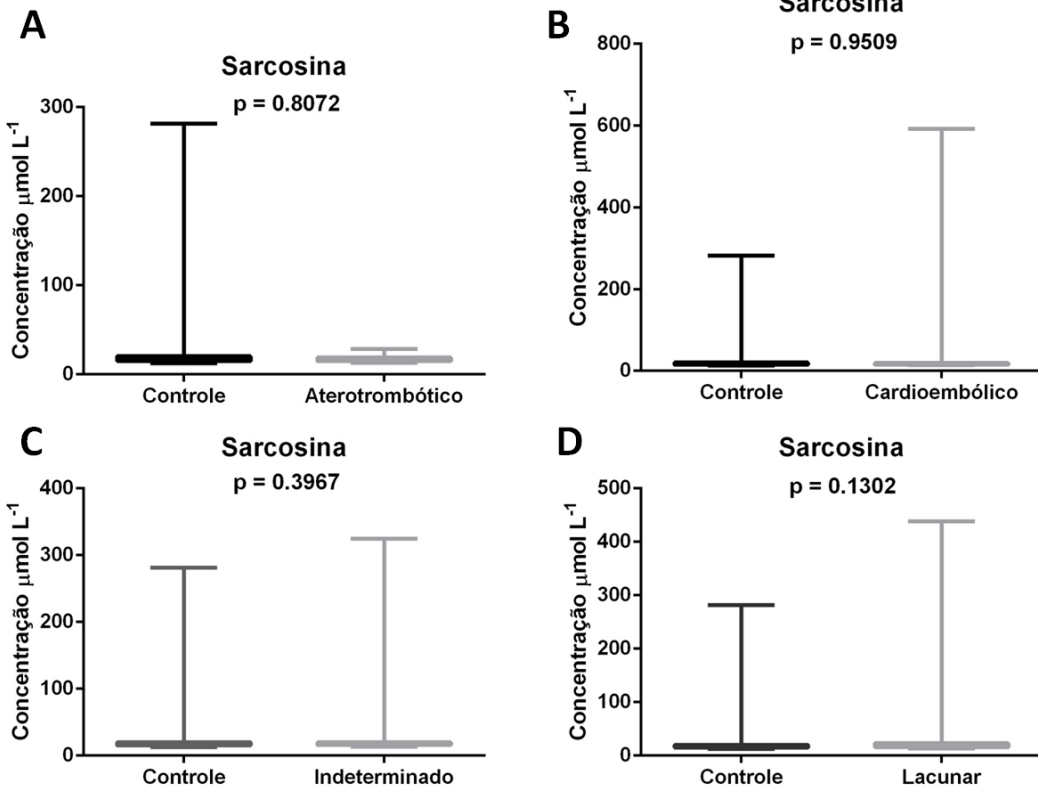 A
Sarcosina
p = 0.8072
Concentração µmol L⁻¹
300
200
100
0
Controle Aterotrombótico
B
Sarcosina
p = 0.9509
Concentração µmol L⁻¹
800
600
400
200
0
Controle Cardioembólico
C
Sarcosina
p = 0.3967
Concentração µmol L⁻¹
400
300
200
100
0
Controle Indeterminado
D
Sarcosina
p = 0.1302
Concentração µmol L⁻¹
500
400
300
200
100
0
Controle Lacunar